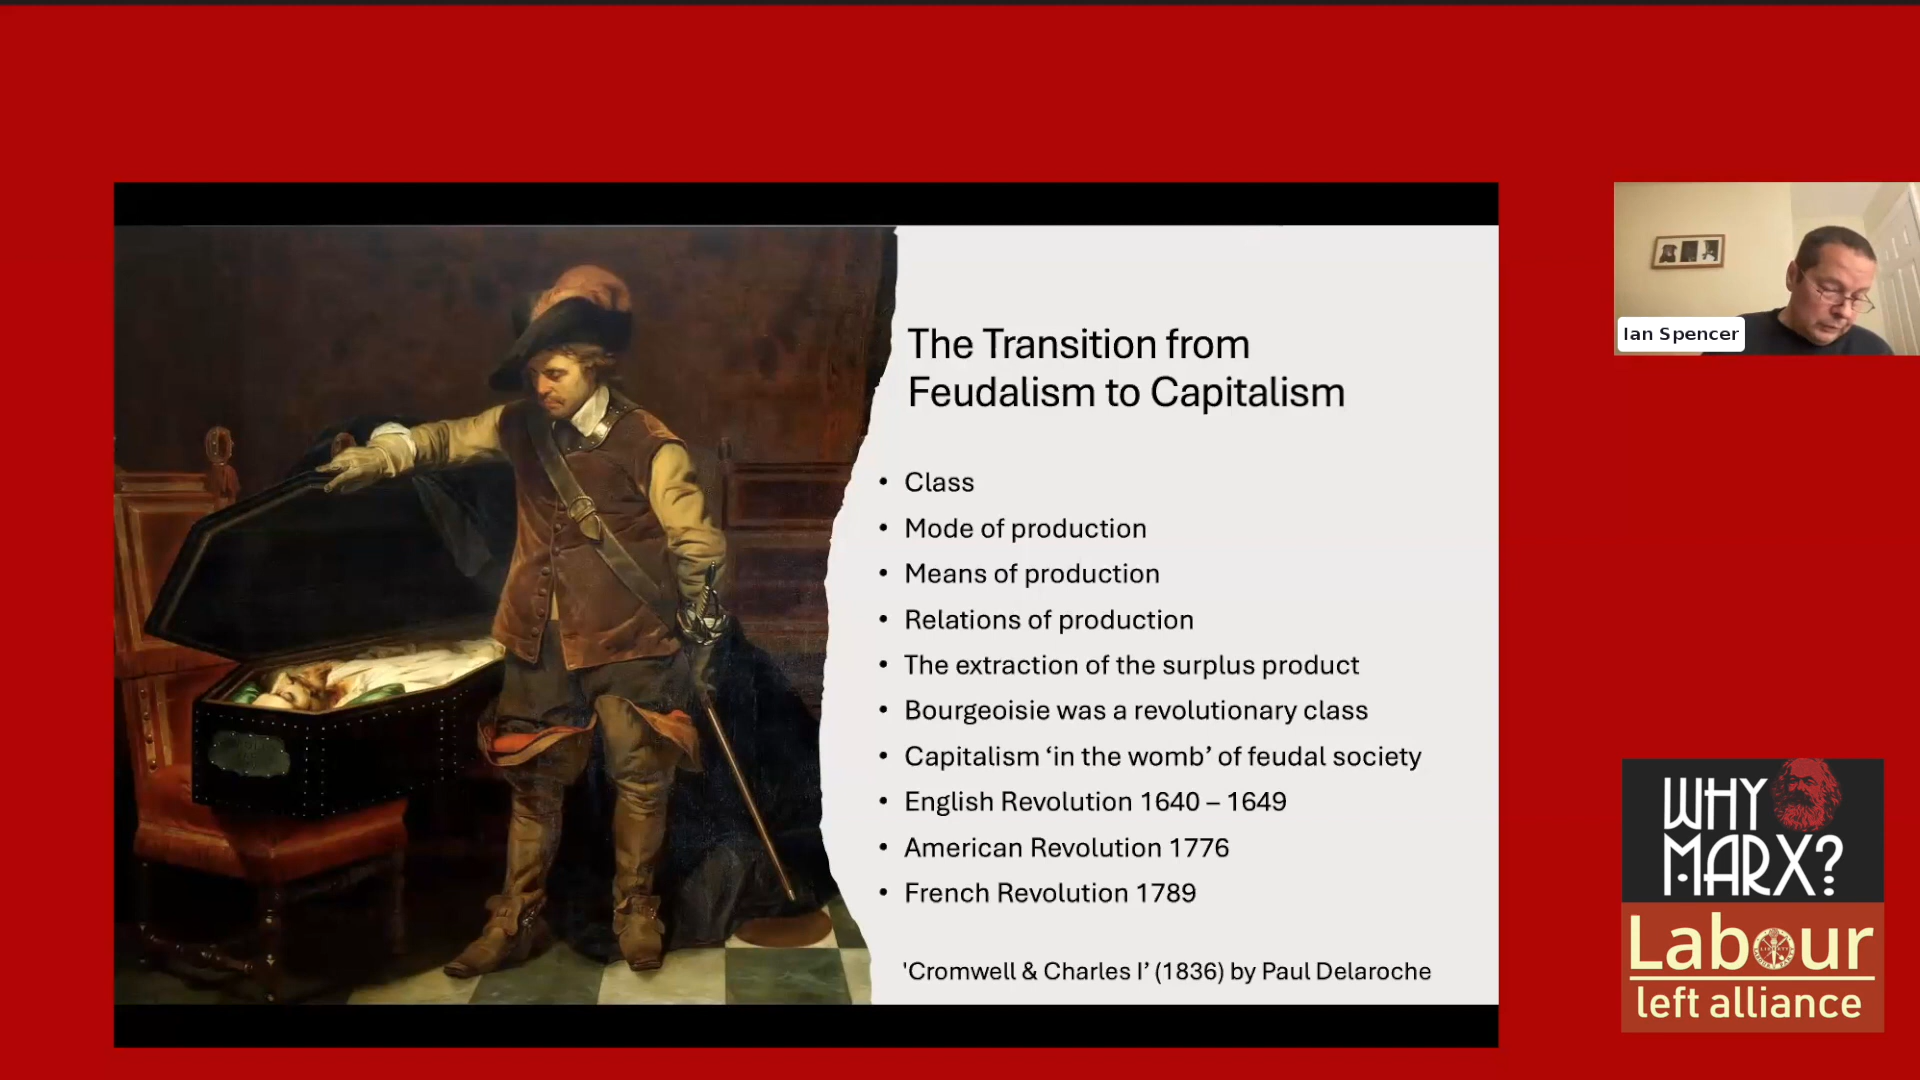 The Transition from
Feudalism to Capitalism
• Class
• Mode of production
• Means of production
• Relations of production
• The extraction of the surplus product
• Bourgeoisie was a revolutionary class
• Capitalism ‘in the womb’ of feudal society
• English Revolution 1640 – 1649
• American Revolution 1776
• French Revolution 1789
'Cromwell & Charles I’ (1836) by Paul Delaroche
Ian Spencer
WHY
MARX?
Labour
left alliance